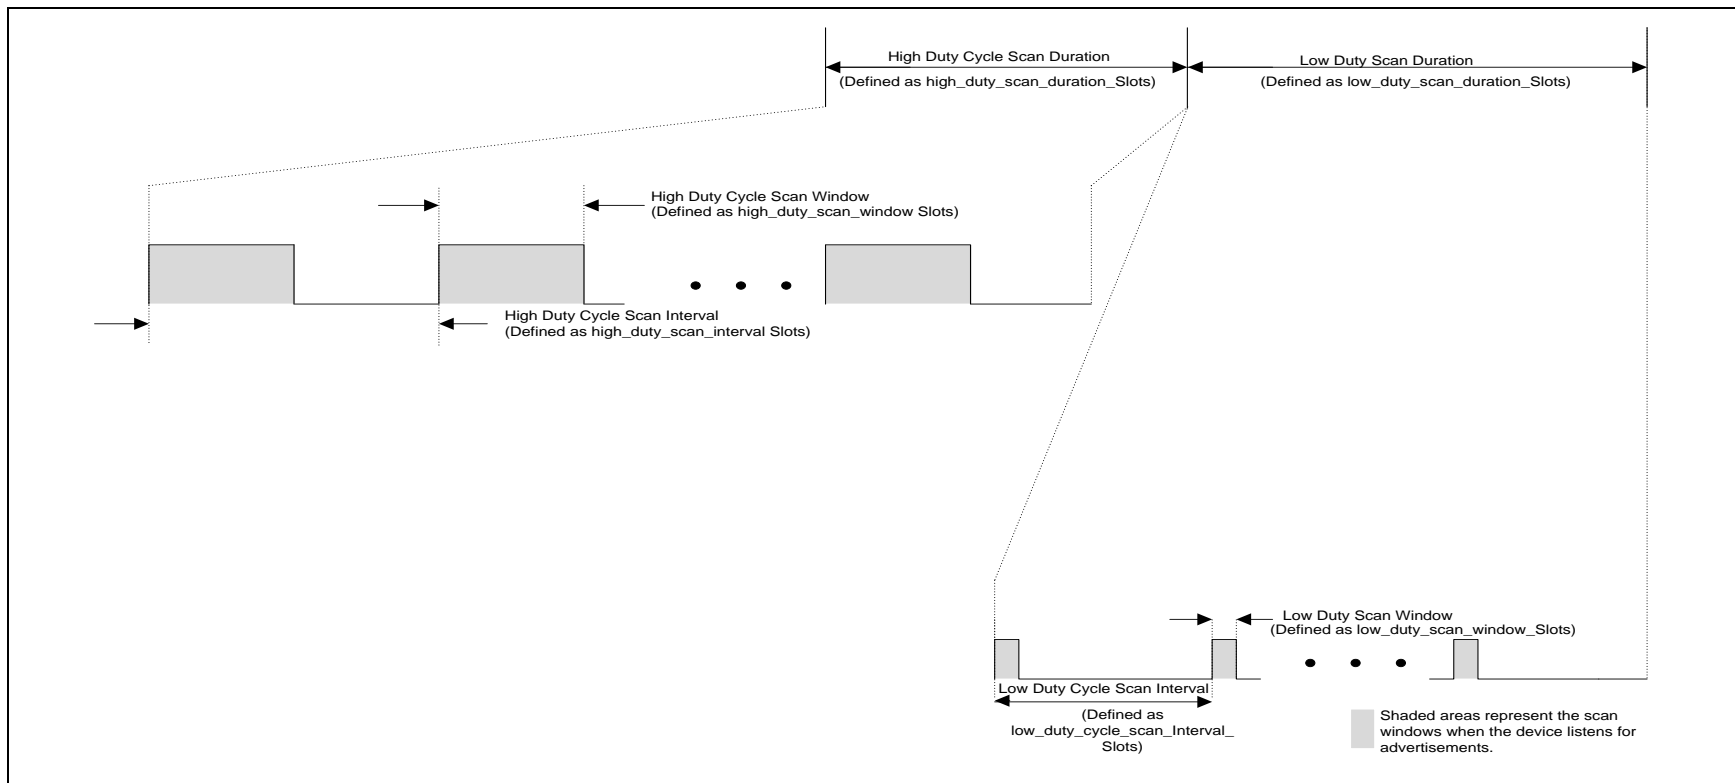 High Duty Cycle Scan Duration
(Defined as high_duty_scan_duration_Slots)
Low Duty Scan Duration
(Defined as low_duty_scan_duration_Slots)
High Duty Cycle Scan Window
(Defined as high_duty_scan_window Slots)
High Duty Cycle Scan Interval
(Defined as high_duty_scan_interval Slots)
Low Duty Scan Window
(Defined as low_duty_scan_window_Slots)
Low Duty Cycle Scan Interval
(Defined as
low_duty_cycle_scan_Interval_
Slots)
Shaded areas represent the scan
windows when the device listens for
advertisements.